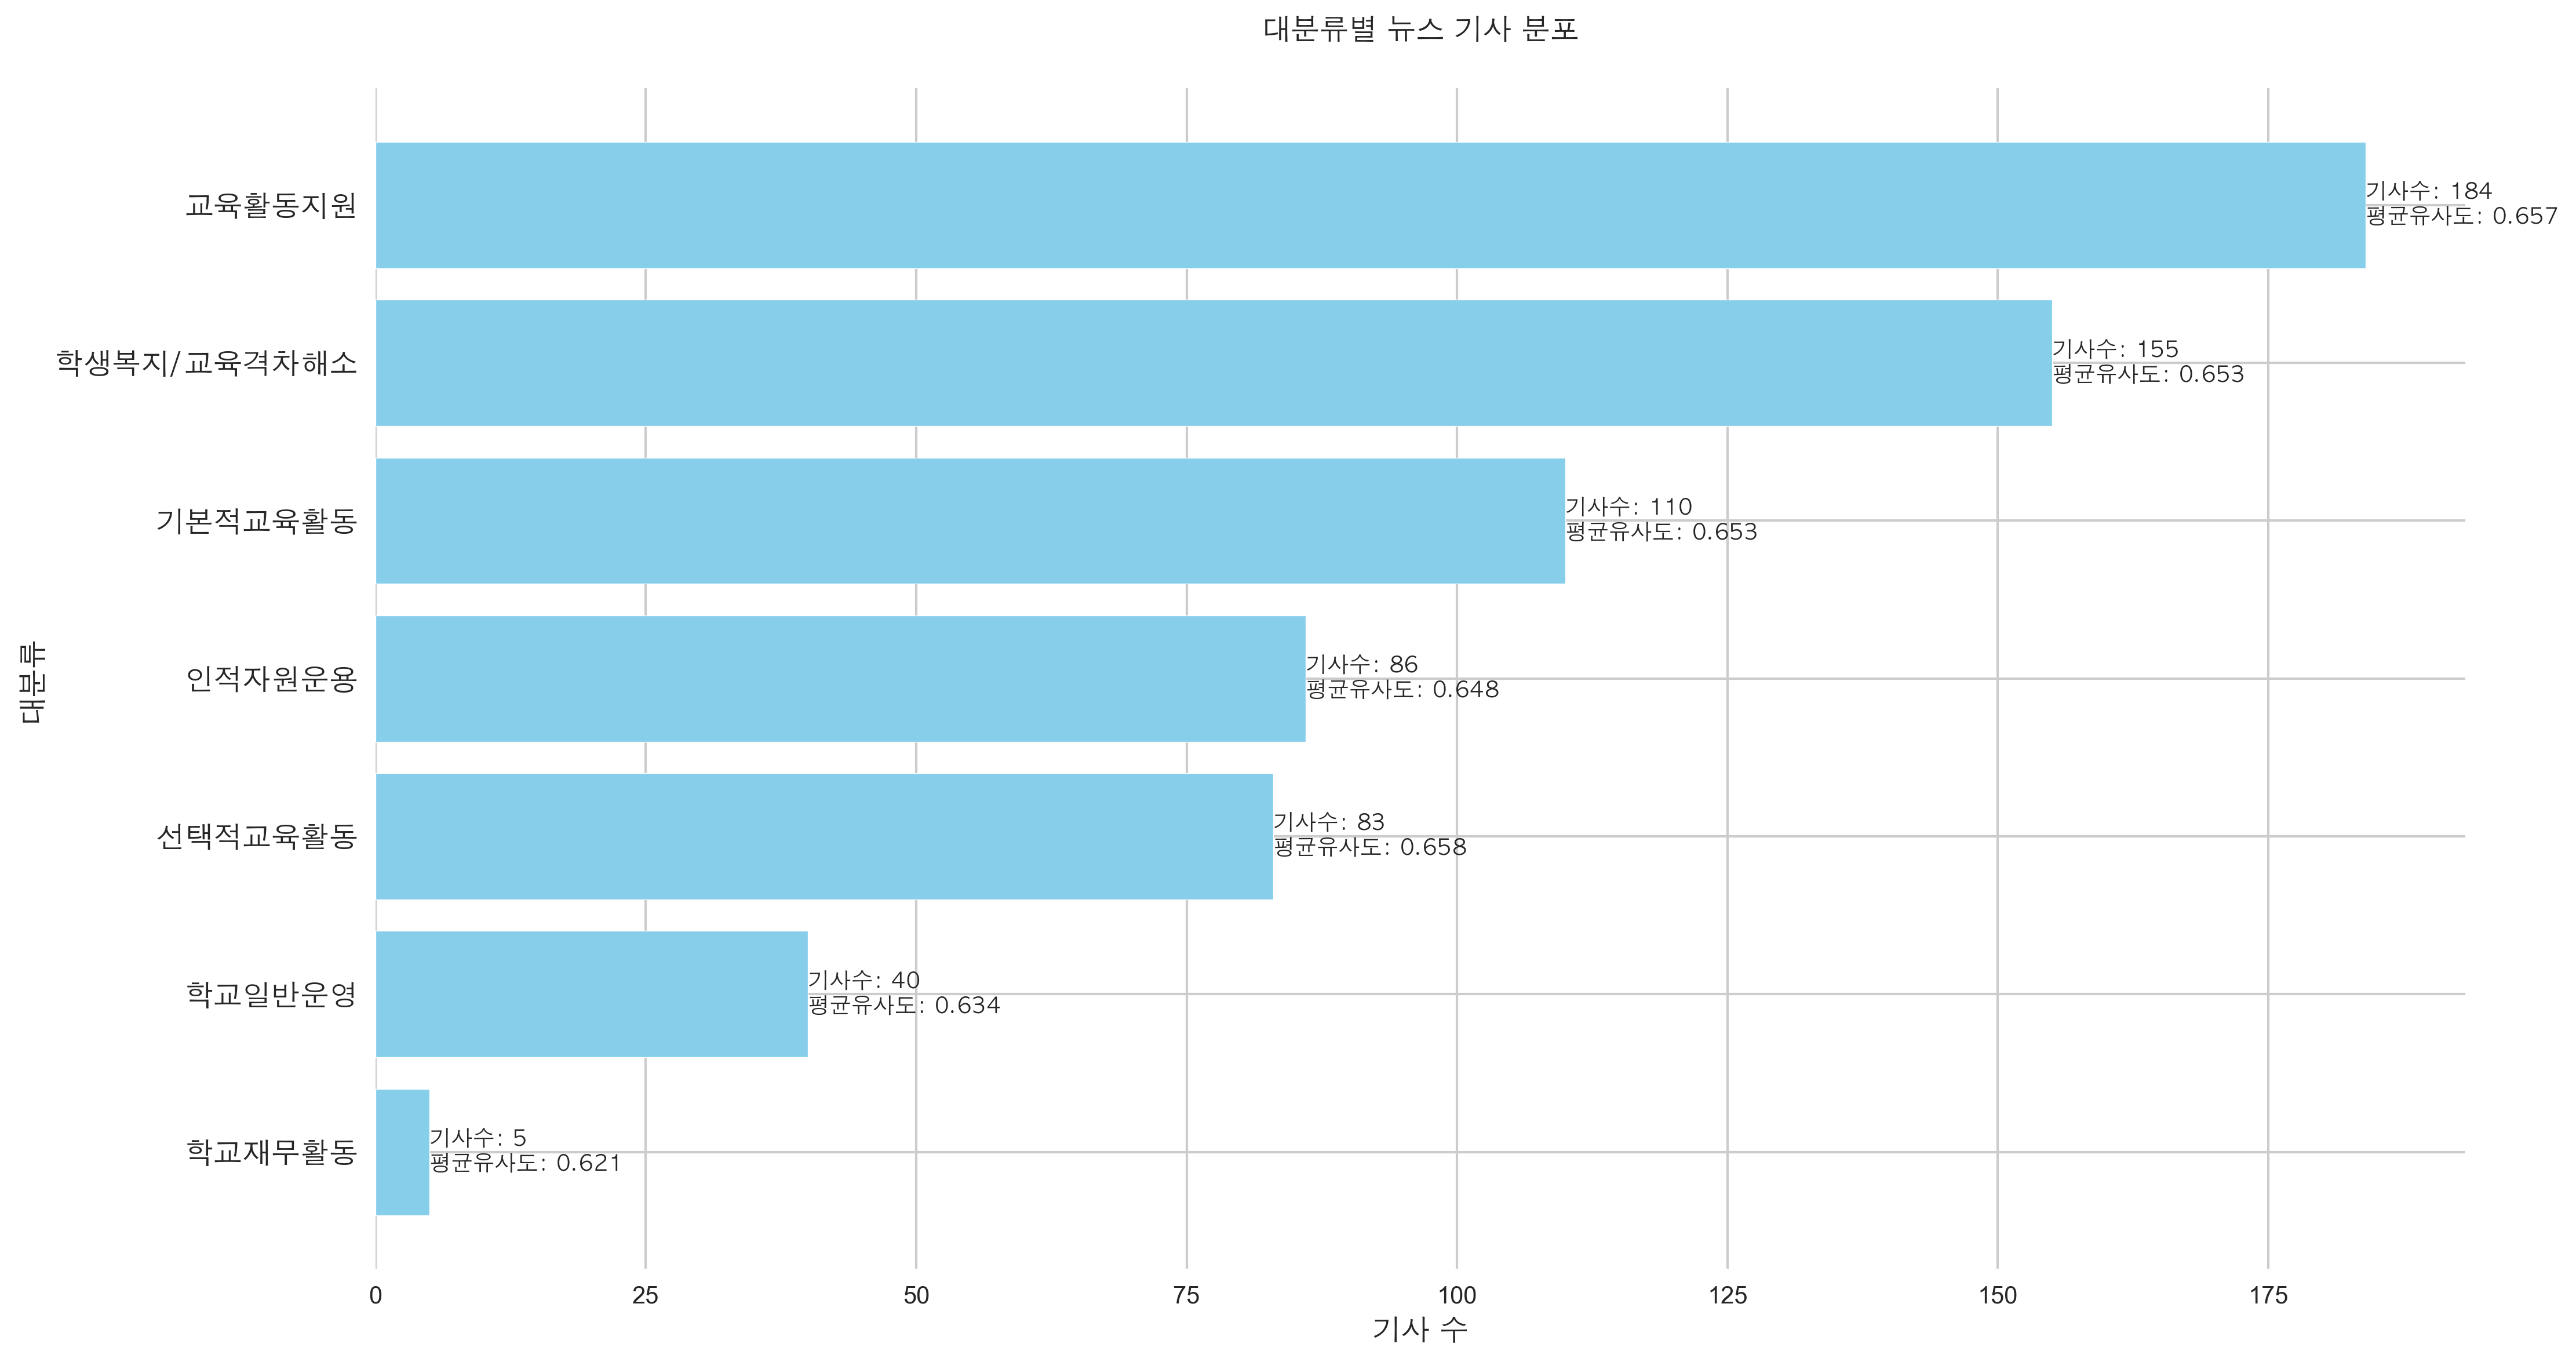 대분류별 뉴스 기사 분포
대분류
교육활동지원
기사수: 184
평균유사도: 0.657
학생복지/교육격차해소
기사수: 155
평균유사도: 0.653
기본적교육활동
기사수: 110
평균유사도: 0.653
인적자원운용
기사수: 86
평균유사도: 0.648
선택적교육활동
기사수: 83
평균유사도: 0.658
학교일반운영
기사수: 40
평균유사도: 0.634
학교재무활동
기사수: 5
평균유사도: 0.621
0 25 50 75 100 125 150 175
기사 수